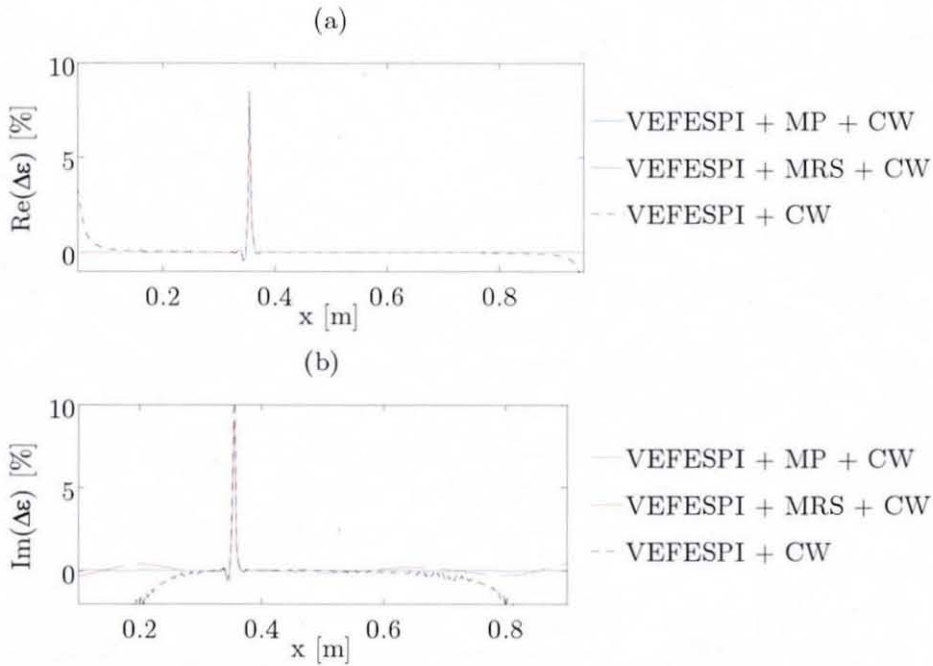 (a)
Re(Δε) [%]
10
5
0
0.2 0.4 0.6 0.8
x [m]
VEFESPI + MP + CW
VEFESPI + MRS + CW
VEFESPI + CW
(b)
Im(Δε) [%]
10
5
0
0.2 0.4 0.6 0.8
x [m]
VEFESPI + MP + CW
VEFESPI + MRS + CW
VEFESPI + CW